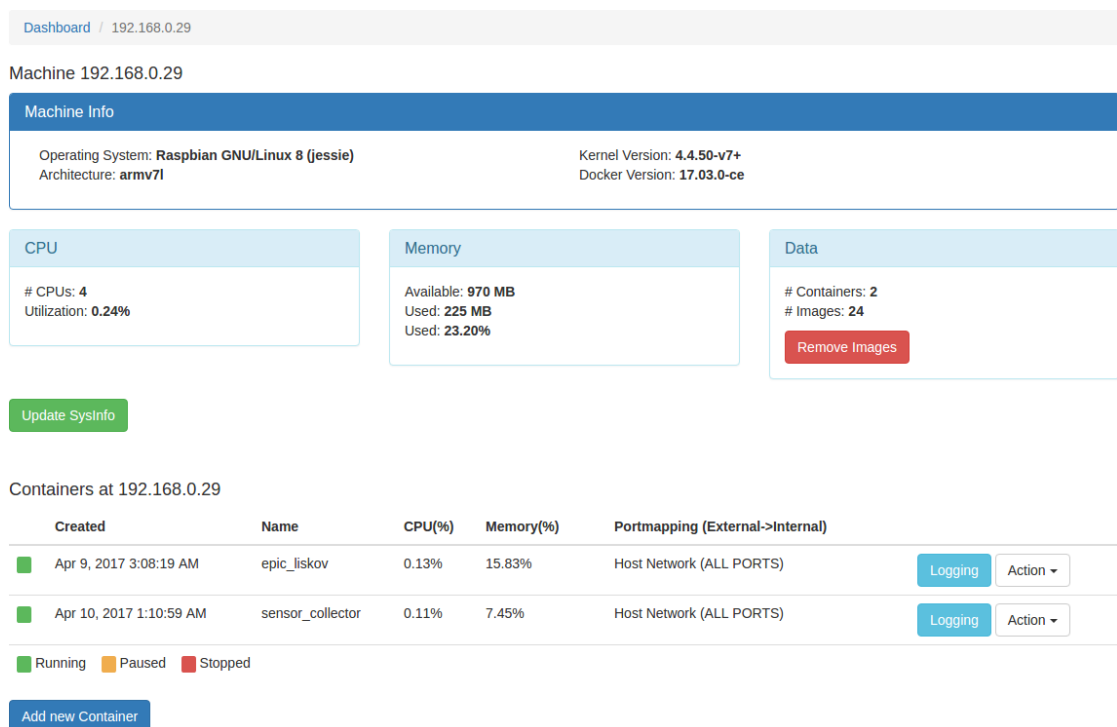 Dashboard / 192.168.0.29
Machine 192.168.0.29
Machine Info
Operating System: Raspbian GNU/Linux 8 (jessie)
Architecture: armv7l
Kernel Version: 4.4.50-v7+
Docker Version: 17.03.0-ce
CPU
# CPUs: 4
Utilization: 0.24%
Memory
Available: 970 MB
Used: 225 MB
Used: 23.20%
Data
# Containers: 2
# Images: 24
Remove Images
Update SysInfo
Containers at 192.168.0.29
Created Name CPU(%) Memory(%) Portmapping (External->Internal)
Apr 9, 2017 3:08:19 AM epic_liskov 0.13% 15.83% Host Network (ALL PORTS) Logging Action
Apr 10, 2017 1:10:59 AM sensor_collector 0.11% 7.45% Host Network (ALL PORTS) Logging Action
Running Paused Stopped
Add new Container